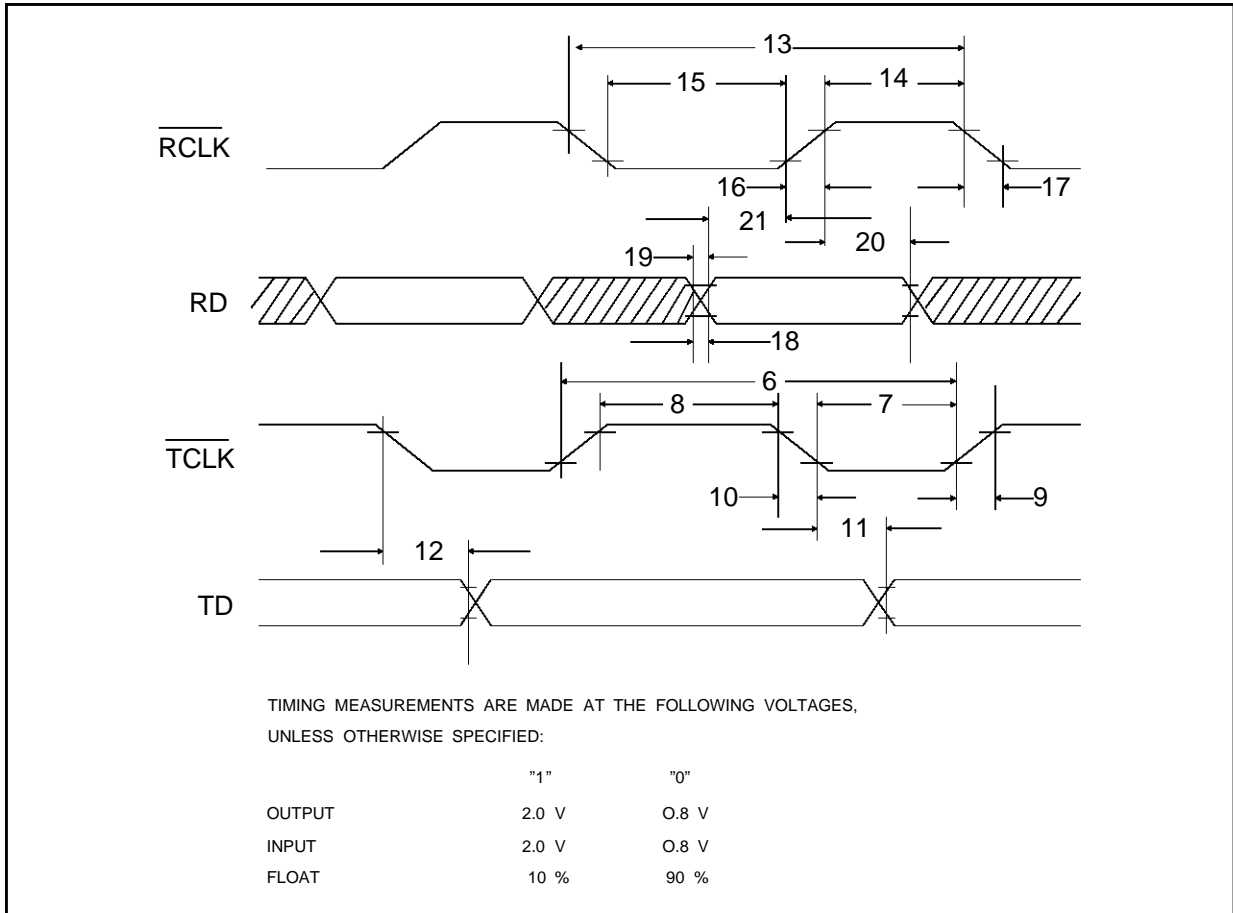 13
15 14
RCLK
16 17
21
20
19
RD
18
6
8 7
TCLK
10 9
11
12
TD
TIMING MEASUREMENTS ARE MADE AT THE FOLLOWING VOLTAGES,
UNLESS OTHERWISE SPECIFIED:
"1" "0"
OUTPUT 2.0 V O.8 V
INPUT 2.0 V O.8 V
FLOAT 10 % 90 %